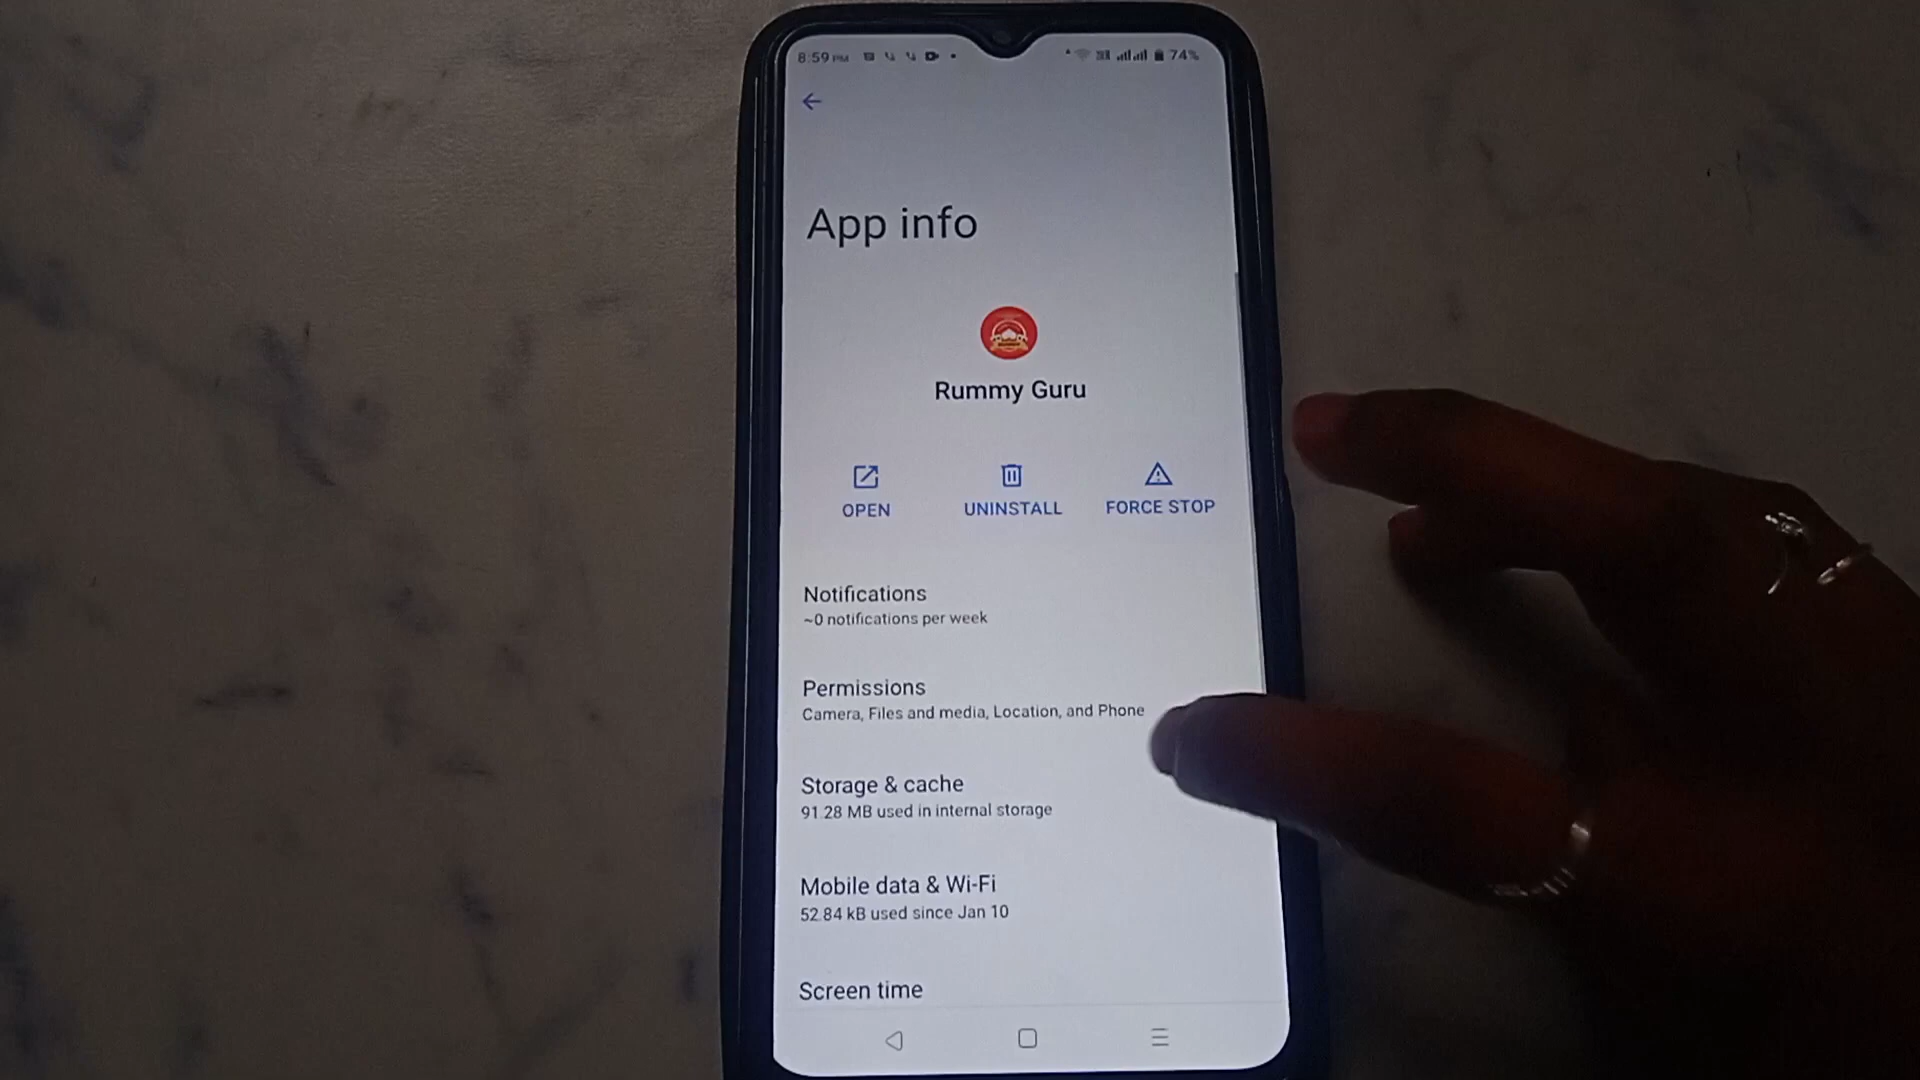 8:59 PM
74%
App info
Rummy Guru
OPEN
UNINSTALL
FORCE STOP
Notifications
~0 notifications per week
Permissions
Camera, Files and media, Location, and Phone
Storage & cache
91.28 MB used in internal storage
Mobile data & Wi-Fi
52.84 kB used since Jan 10
Screen time